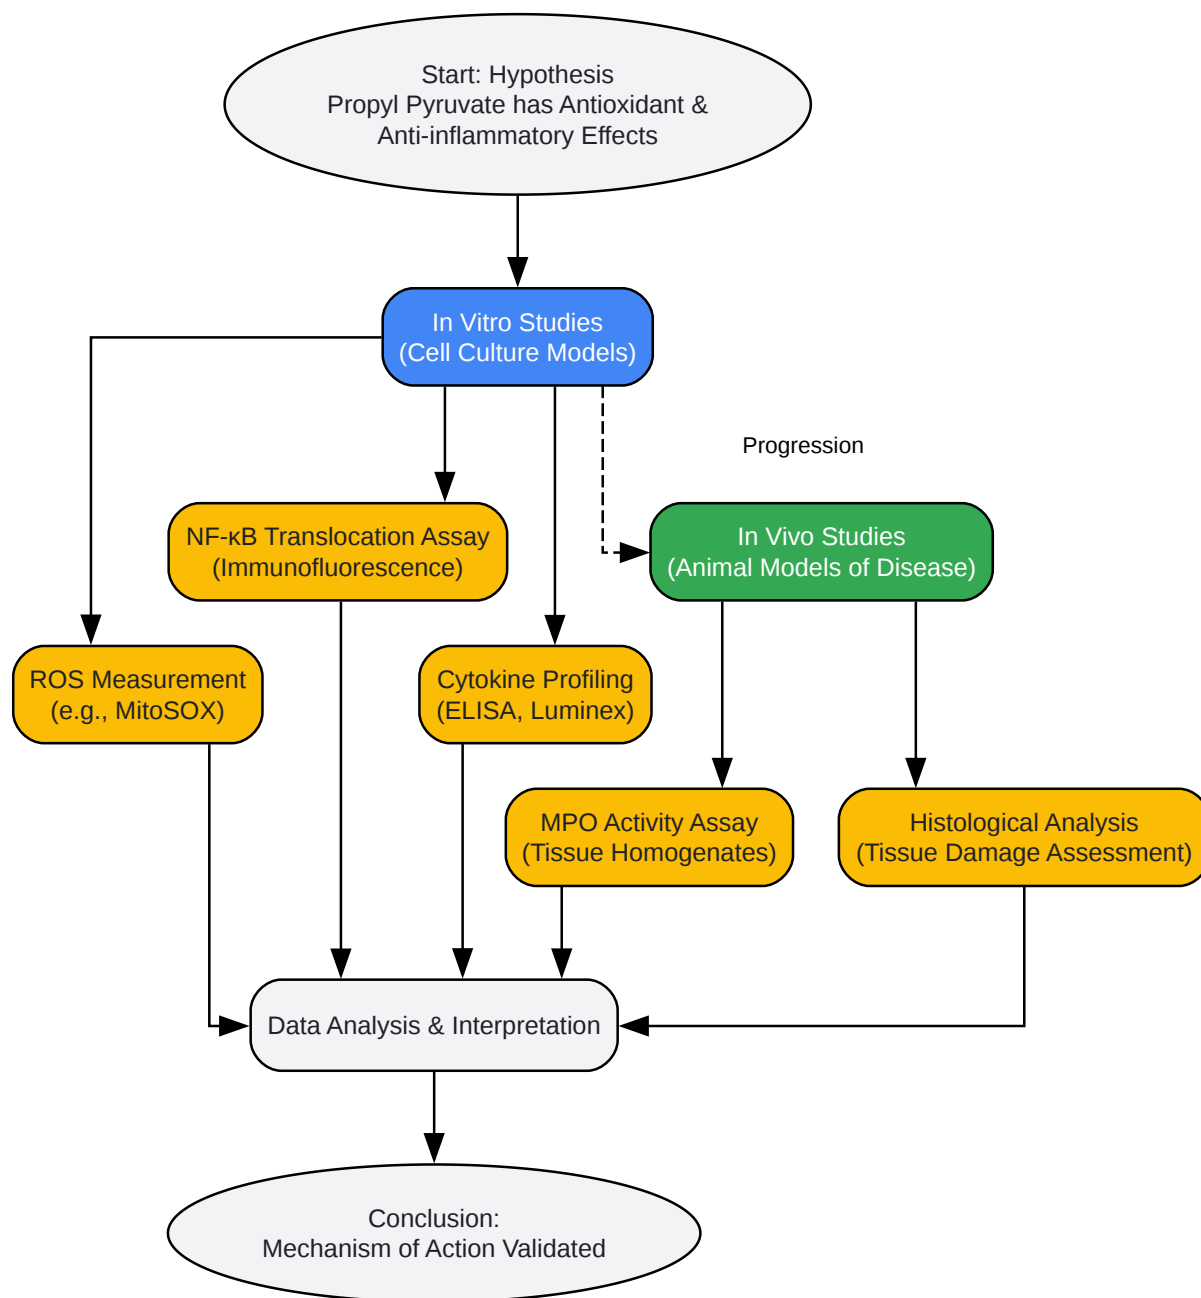 Start: Hypothesis
Propyl Pyruvate has Antioxidant &
Anti-inflammatory Effects
In Vitro Studies
(Cell Culture Models)
Progression
NF-κB Translocation Assay
(Immunofluorescence)
In Vivo Studies
(Animal Models of Disease)
ROS Measurement
(e.g., MitoSOX)
Cytokine Profiling
(ELISA, Luminex)
MPO Activity Assay
(Tissue Homogenates)
Histological Analysis
(Tissue Damage Assessment)
Data Analysis & Interpretation
Conclusion:
Mechanism of Action Validated